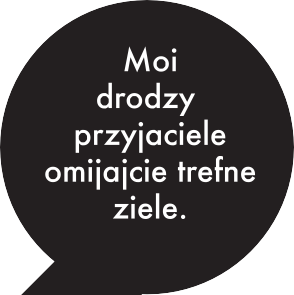 Moi
drodzy
przyjaciele
omijajcie trefne
ziele.